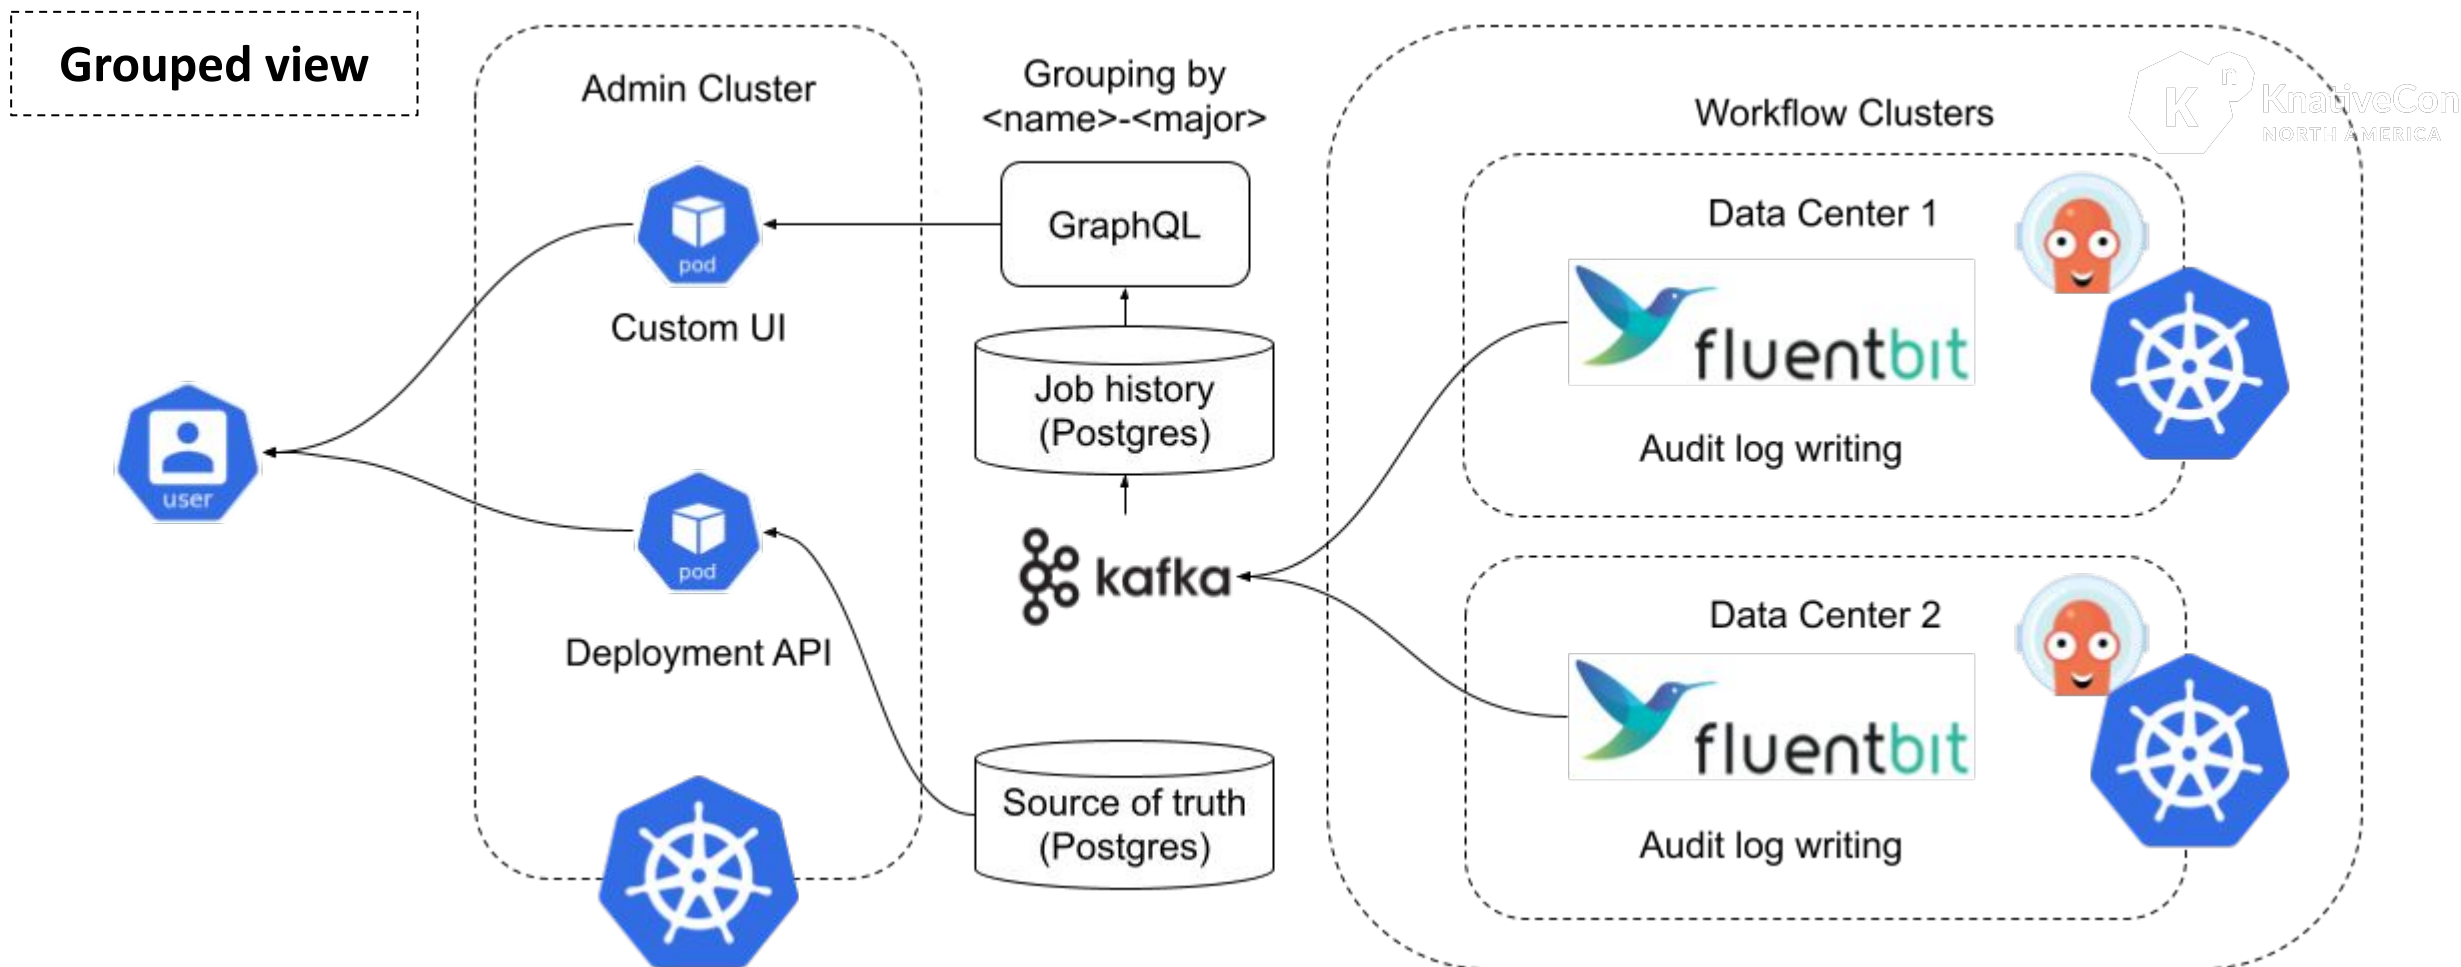 Grouped view
Admin Cluster
pod
Custom UI
user
pod
Deployment API
Grouping by
<name>-<major>
GraphQL
Job history
(Postgres)
kafka
Source of truth
(Postgres)
Workflow Clusters
K n
KnativeCon
NORTH AMERICA
Data Center 1
fluentbit
Audit log writing
Data Center 2
fluentbit
Audit log writing